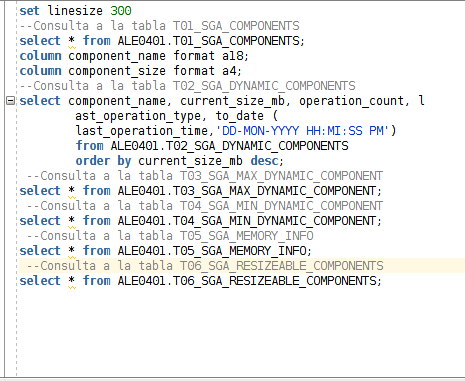 set linesize 300
--Consulta a la tabla T01_SGA_COMPONENTS
select * from ALE0401.T01_SGA_COMPONENTS;
column component_name format a18;
column component_size format a4;
--Consulta a la tabla T02_SGA_DYNAMIC_COMPONENTS
select component_name, current_size_mb, operation_count, l
ast_operation_type, to_date (
last_operation_time,'DD-MON-YYYY HH:MI:SS PM')
from ALE0401.T02_SGA_DYNAMIC_COMPONENTS
order by current_size_mb desc;
--Consulta a la tabla T03_SGA_MAX_DYNAMIC_COMPONENT
select * from ALE0401.T03_SGA_MAX_DYNAMIC_COMPONENT;
--Consulta a la tabla T04_SGA_MIN_DYNAMIC_COMPONENT
select * from ALE0401.T04_SGA_MIN_DYNAMIC_COMPONENT;
--Consulta a la tabla T05_SGA_MEMORY_INFO
select * from ALE0401.T05_SGA_MEMORY_INFO;
--Consulta a la tabla T06_SGA_RESIZEABLE_COMPONENTS
select * from ALE0401.T06_SGA_RESIZEABLE_COMPONENTS;